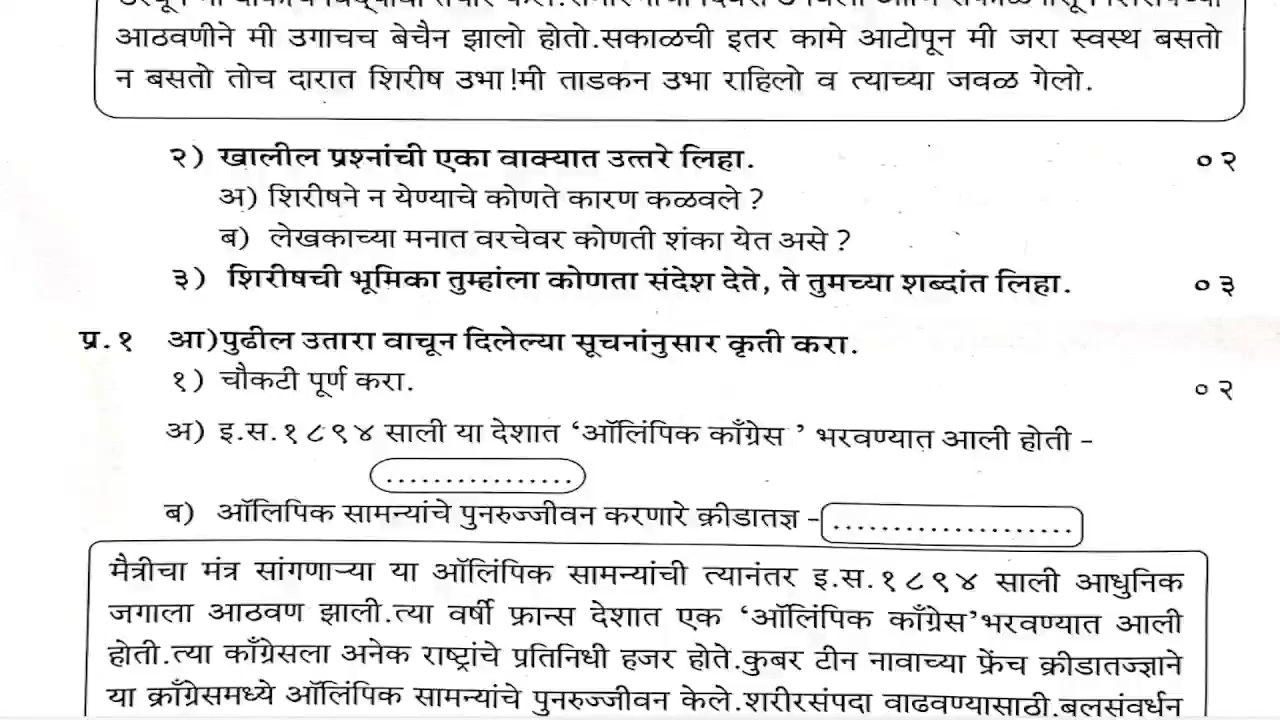 आठवणीने मी उगाचच बेचैन झालो होतो.सकाळची इतर कामे आटोपून मी जरा स्वस्थ बसतो
न बसतो तोच दारात शिरीष उभा!मी ताडकन उभा राहिलो व त्याच्या जवळ गेलो.
२) खालील प्रश्नांची एका वाक्यात उत्तरे लिहा. ०२
अ) शिरीषने न येण्याचे कोणते कारण कळवले ?
ब) लेखकाच्या मनात वरचेवर कोणती शंका येत असे ?
३) शिरीषची भूमिका तुम्हांला कोणता संदेश देते, ते तुमच्या शब्दांत लिहा. ०३
प्र.१ आ)पुढील उतारा वाचून दिलेल्या सूचनांनुसार कृती करा.
१) चौकटी पूर्ण करा. ०२
अ) इ.स.१८९४ साली या देशात ‘ऑलिंपिक काँग्रेस ’ भरवण्यात आली होती -
................
ब) ऑलिपिक सामन्यांचे पुनरुज्जीवन करणारे क्रीडातज्ञ -.....................
मैत्रीचा मंत्र सांगणाऱ्या या ऑलिंपिक सामन्यांची त्यानंतर इ.स.१८९४ साली आधुनिक
जगाला आठवण झाली.त्या वर्षी फ्रान्स देशात एक ‘ऑलिंपिक काँग्रेस’भरवण्यात आली
होती.त्या काँग्रेसला अनेक राष्ट्रांचे प्रतिनिधी हजर होते.कुबर टीन नावाच्या फ्रेंच क्रीडातज्ज्ञाने
या क्राँग्रेसमध्ये ऑलिंपिक सामन्यांचे पुनरुज्जीवन केले.शरीरसंपदा वाढवण्यासाठी.बलसंवर्धन